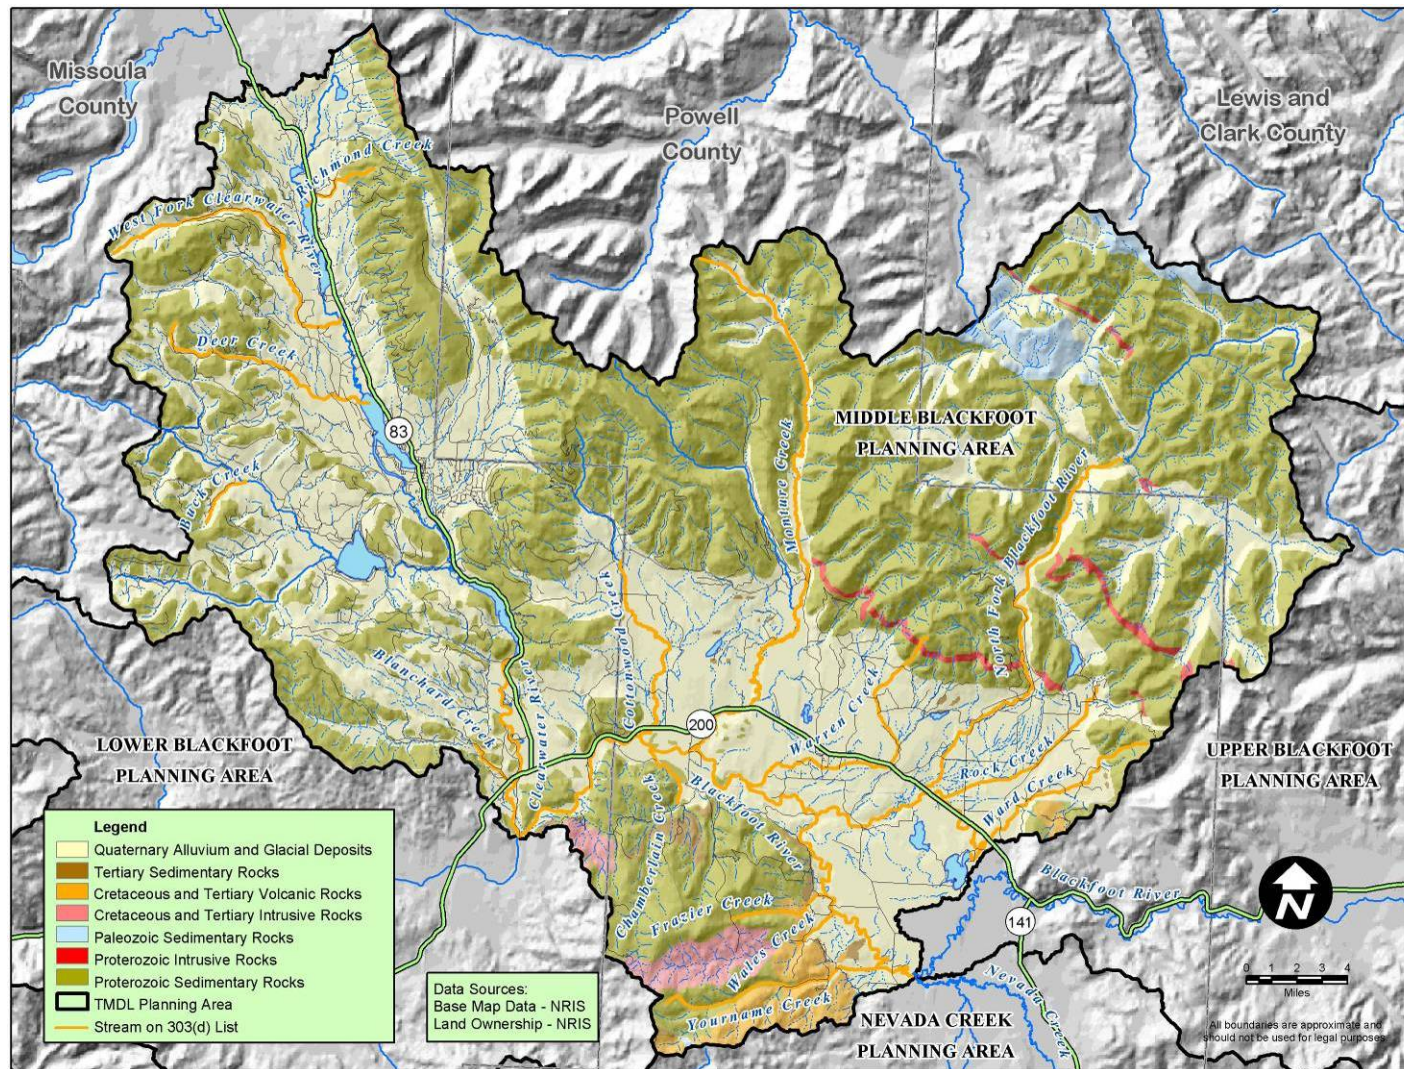 Missoula
County
Powell
County
Lewis and
Clark County
Richmond Creek
West Fork Clearwater River
Deer Creek
83
MIDDLE BLACKFOOT
PLANNING AREA
Monture Creek
Buck Creek
North Fork Blackfoot River
Cottonwood Creek
Blanchard Creek
Clearwater River
200
Warren Creek
LOWER BLACKFOOT
PLANNING AREA
Rock Creek
UPPER BLACKFOOT
PLANNING AREA
Ward Creek
Blackfoot River
Chamberlain Creek
Frazier Creek
Wales Creek
Yourname Creek
Blackfoot River
141
Nevada Creek
NEVADA CREEK
PLANNING AREA
Legend
Quaternary Alluvium and Glacial Deposits
Tertiary Sedimentary Rocks
Cretaceous and Tertiary Volcanic Rocks
Cretaceous and Tertiary Intrusive Rocks
Paleozoic Sedimentary Rocks
Proterozoic Intrusive Rocks
Proterozoic Sedimentary Rocks
TMDL Planning Area
Stream on 303(d) List
Data Sources:
Base Map Data - NRIS
Land Ownership - NRIS
N
0 1 2 3 4
Miles
All boundaries are approximate and
should not be used for legal purposes